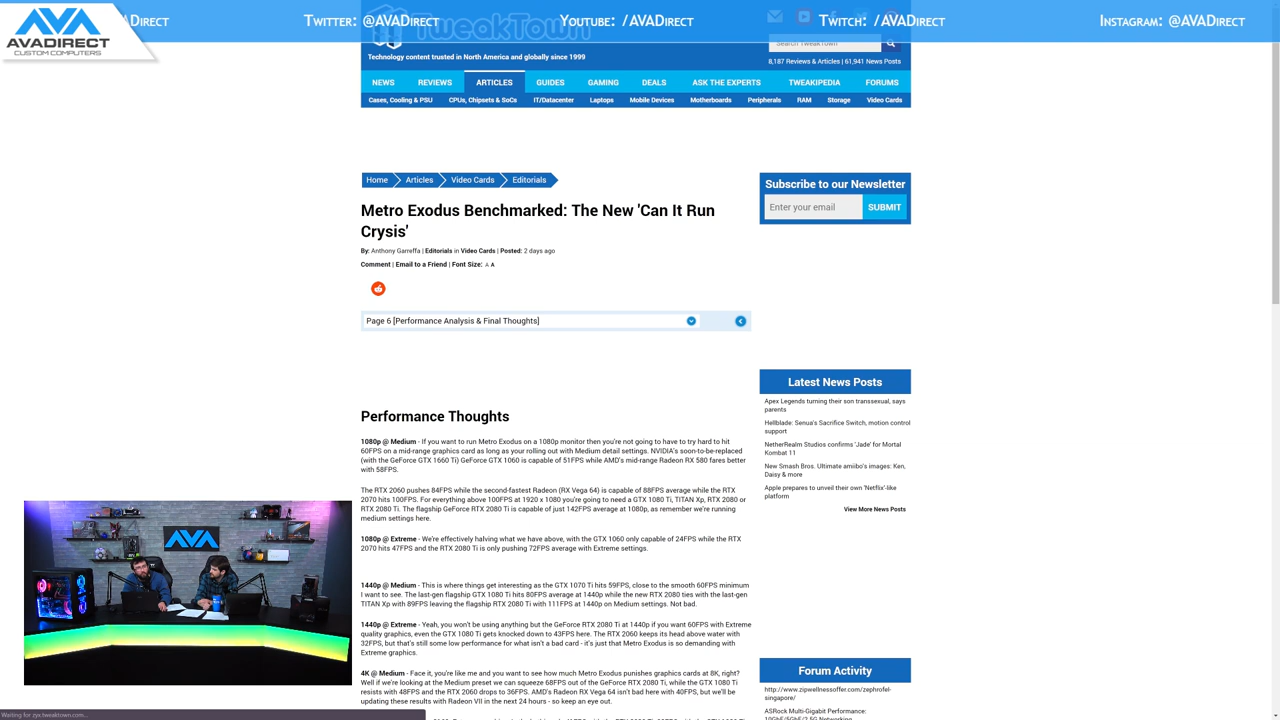 AVADIRECT
CUSTOM COMPUTERS
ADIRECT
TWITTER: @AVADIRECT
YOUTUBE: /AVADIRECT
TWITCH: /AVADIRECT
INSTAGRAM: @AVADIRECT
TweakTown
Technology content trusted in North America and globally since 1999
Search TweakTown
8,187 Reviews & Articles | 61,941 News Posts
NEWS REVIEWS ARTICLES GUIDES GAMING DEALS ASK THE EXPERTS TWEAKIPEDIA FORUMS
Cases, Cooling & PSU CPUs, Chipsets & SoCs IT/Datacenter Laptops Mobile Devices Motherboards Peripherals RAM Storage Video Cards
Home Articles Video Cards Editorials
Metro Exodus Benchmarked: The New 'Can It Run
Crysis'
By: Anthony Garreffa | Editorials in Video Cards | Posted: 2 days ago
Comment | Email to a Friend | Font Size: A A
Page 6 [Performance Analysis & Final Thoughts]
Performance Thoughts
1080p @ Medium - If you want to run Metro Exodus on a 1080p monitor then you're not going to have to try hard to hit
60FPS on a mid-range graphics card as long as your rolling out with Medium detail settings. NVIDIA's soon-to-be-replaced
(with the GeForce GTX 1660 Ti) GeForce GTX 1060 is capable of 51FPS while AMD's mid-range Radeon RX 580 fares better
with 58FPS.
The RTX 2060 pushes 84FPS while the second-fastest Radeon (RX Vega 64) is capable of 88FPS average while the RTX
2070 hits 100FPS. For everything above 100FPS at 1920 x 1080 you're going to need a GTX 1080 Ti, TITAN Xp, RTX 2080 or
RTX 2080 Ti. The flagship GeForce RTX 2080 Ti is capable of just 142FPS average at 1080p, as remember we're running
medium settings here.
1080p @ Extreme - We're effectively halving what we have above, with the GTX 1060 only capable of 24FPS while the RTX
2070 hits 47FPS and the RTX 2080 Ti is only pushing 72FPS average with Extreme settings.
1440p @ Medium - This is where things get interesting as the GTX 1070 Ti hits 59FPS, close to the smooth 60FPS minimum
I want to see. The last-gen flagship GTX 1080 Ti hits 80FPS average at 1440p while the new RTX 2080 ties with the last-gen
TITAN Xp with 89FPS leaving the flagship RTX 2080 Ti with 111FPS at 1440p on Medium settings. Not bad.
1440p @ Extreme - Yeah, you won't be using anything but the GeForce RTX 2080 Ti at 1440p if you want 60FPS with Extreme
quality graphics, even the GTX 1080 Ti gets knocked down to 43FPS here. The RTX 2060 keeps its head above water with
32FPS, but that's still some low performance for what isn't a bad card - it's just that Metro Exodus is so demanding with
Extreme graphics.
4K @ Medium - Face it, you're like me and you want to see how much Metro Exodus punishes graphics cards at 8K, right?
Well if we're looking at the Medium preset we can squeeze 68FPS out of the GeForce RTX 2080 Ti, while the GTX 1080 Ti
resists with 48FPS and the RTX 2060 drops to 36FPS. AMD's Radeon RX Vega 64 isn't bad here with 40FPS, but we'll be
updating these results with Radeon VII in the next 24 hours - so keep an eye out.
Subscribe to our Newsletter
Enter your email SUBMIT
Latest News Posts
Apex Legends turning their son transsexual, says
parents
Hellblade: Senua's Sacrifice Switch, motion control
support
NetherRealm Studios confirms 'Jade' for Mortal
Kombat 11
New Smash Bros. Ultimate amiibo's images: Ken,
Daisy & more
Apple prepares to unveil their own 'Netflix'-like
platform
View More News Posts
Forum Activity
http://www.zipwellnessoffer.com/zephrofel-
singapore/
ASRock Multi-Gigabit Performance:
10GbE/5GbE/2.5G Networking
Waiting for zyx.tweaktown.com...